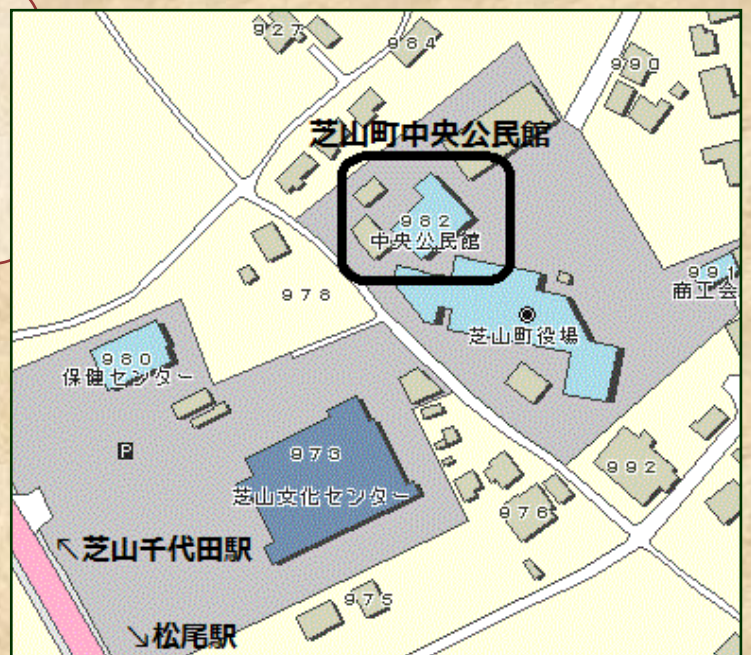 927
984
990
芝山町中央公民館
982
中央公民館
991
商工会
978
芝山町役場
980
保健センター
973
P
992
芝山文化センター
976
↖芝山千代田駅
975
↘松尾駅